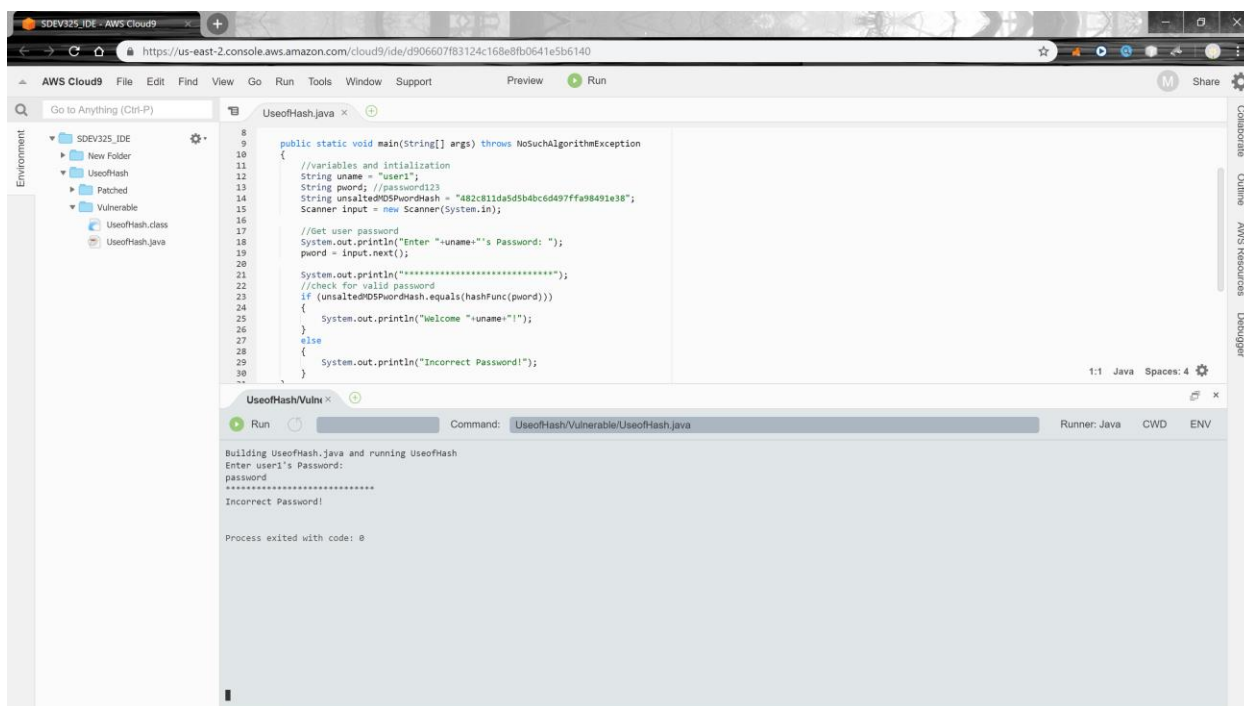 SDEV325_IDE - AWS Cloud9
https://us-east-2.console.aws.amazon.com/cloud9/ide/d906607f83124c168e8fb0641e5b6140
AWS Cloud9 File Edit Find View Go Run Tools Window Support Preview Run M Share
Go to Anything (Ctrl-P)
UseofHash.java
Environment
SDEV325_IDE
New Folder
UseofHash
Patched
Vulnerable
UseofHash.class
UseofHash.java
8
9 public static void main(String[] args) throws NoSuchAlgorithmException
10 {
11 //variables and intialization
12 String uname = "user1";
13 String pword; //password123
14 String unsaltedMD5PwordHash = "482c811da5d5b4bc6d497ffa98491e38";
15 Scanner input = new Scanner(System.in);
16
17 //Get user password
18 System.out.println("Enter "+uname+"'s Password: ");
19 pword = input.next();
20
21 System.out.println("*****************************");
22 //check for valid password
23 if (unsaltedMD5PwordHash.equals(hashFunc(pword)))
24 {
25 System.out.println("Welcome "+uname+"!");
26 }
27 else
28 {
29 System.out.println("Incorrect Password!");
30 }
1:1 Java Spaces: 4
Collaborate
Outline
AWS Resources
Debugger
UseofHash/Vulne
Run Command: UseofHash/Vulnerable/UseofHash.java Runner: Java CWD ENV
Building UseofHash.java and running UseofHash
Enter user1's Password:
password
*****************************
Incorrect Password!
Process exited with code: 0